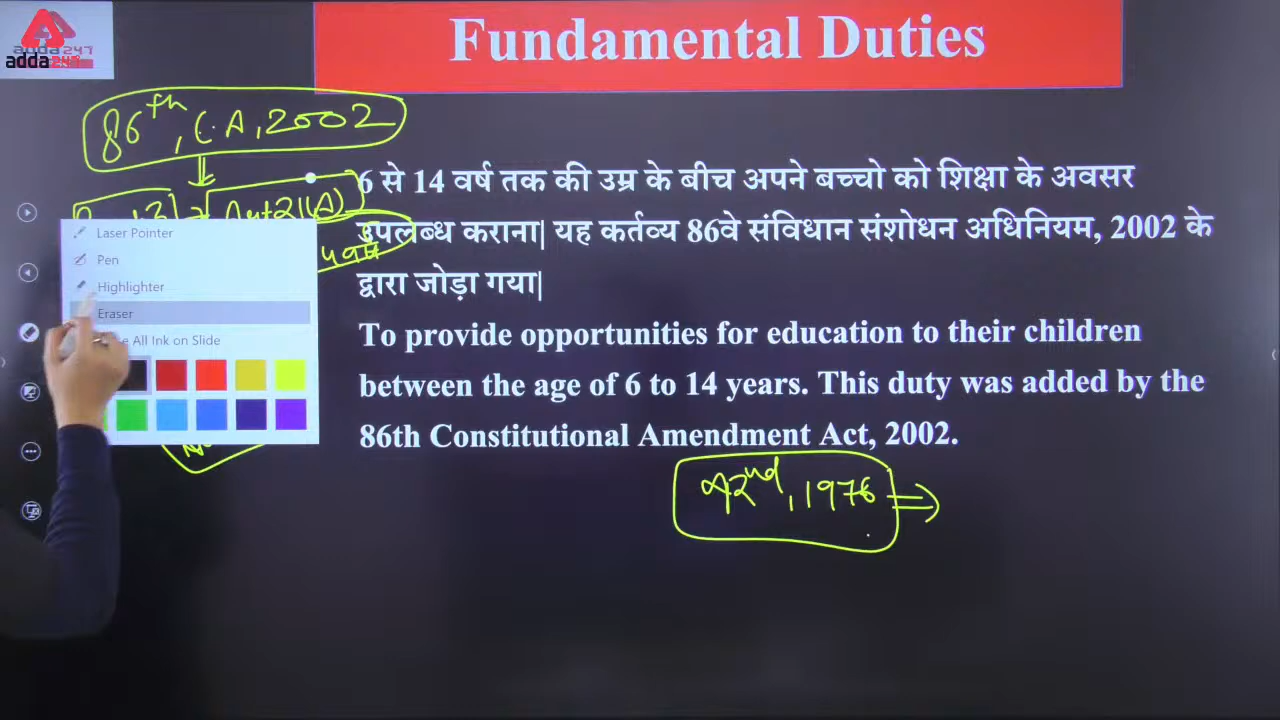 adda247
adda247
Fundamental Duties
86th, C.A, 2002
Art 21(A)
6 से 14 वर्ष तक की उम्र के बीच अपने बच्चो को शिक्षा के अवसर
उपलब्ध कराना| यह कर्तव्य 86वे संविधान संशोधन अधिनियम, 2002 के
द्वारा जोड़ा गया|
To provide opportunities for education to their children
between the age of 6 to 14 years. This duty was added by the
86th Constitutional Amendment Act, 2002.
42nd, 1976
Laser Pointer
Pen
Highlighter
Eraser
All Ink on Slide